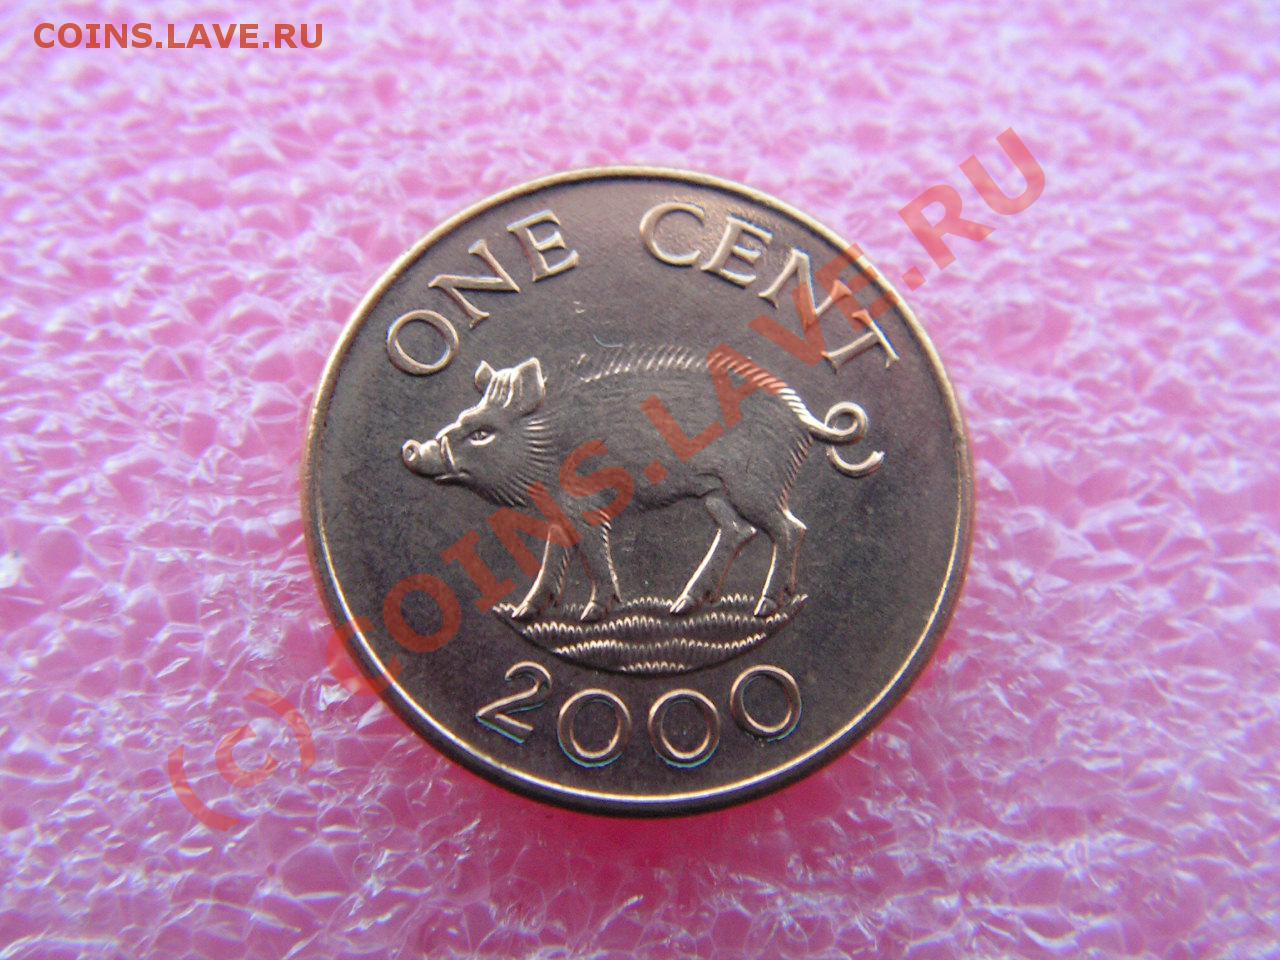 COINS.LAVE.RU
ONE CENT
2000
(c) COINS.LAVE.RU